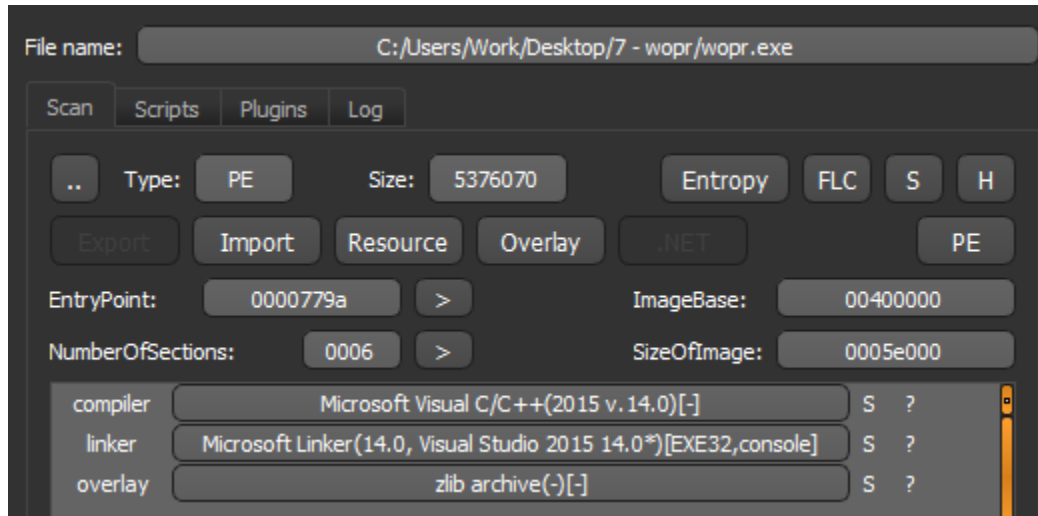 File name: C:/Users/Work/Desktop/7 - wopr/wopr.exe
Scan Scripts Plugins Log
.. Type: PE Size: 5376070 Entropy FLC S H
Export Import Resource Overlay .NET PE
EntryPoint: 0000779a > ImageBase: 00400000
NumberOfSections: 0006 > SizeOfImage: 0005e000
compiler Microsoft Visual C/C++(2015 v.14.0)[-] S ?
linker Microsoft Linker(14.0, Visual Studio 2015 14.0*)[EXE32,console] S ?
overlay zlib archive(-)[-] S ?